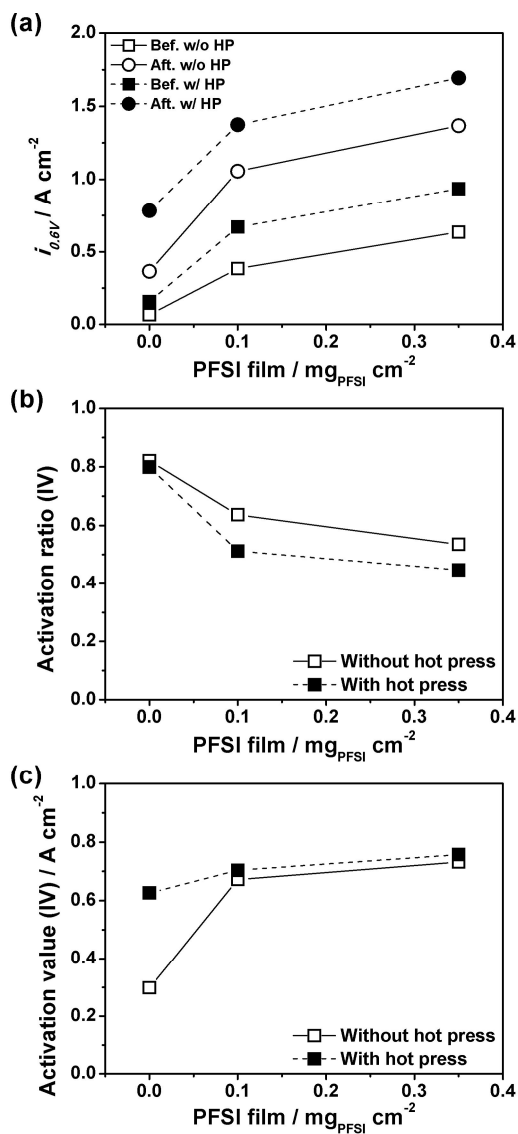 (a)
Bef. w/o HP
Aft. w/o HP
Bef. w/ HP
Aft. w/ HP
2.0
1.5
1.0
0.5
0.0
i0.6V / A cm-2
0.0 0.1 0.2 0.3 0.4
PFSI film / mgPFSI cm-2
(b)
1.0
0.8
0.6
0.4
0.2
0.0
Activation ratio (IV)
Without hot press
With hot press
0.0 0.1 0.2 0.3 0.4
PFSI film / mgPFSI cm-2
(c)
1.0
0.8
0.6
0.4
0.2
0.0
Activation value (IV) / A cm-2
Without hot press
With hot press
0.0 0.1 0.2 0.3 0.4
PFSI film / mgPFSI cm-2